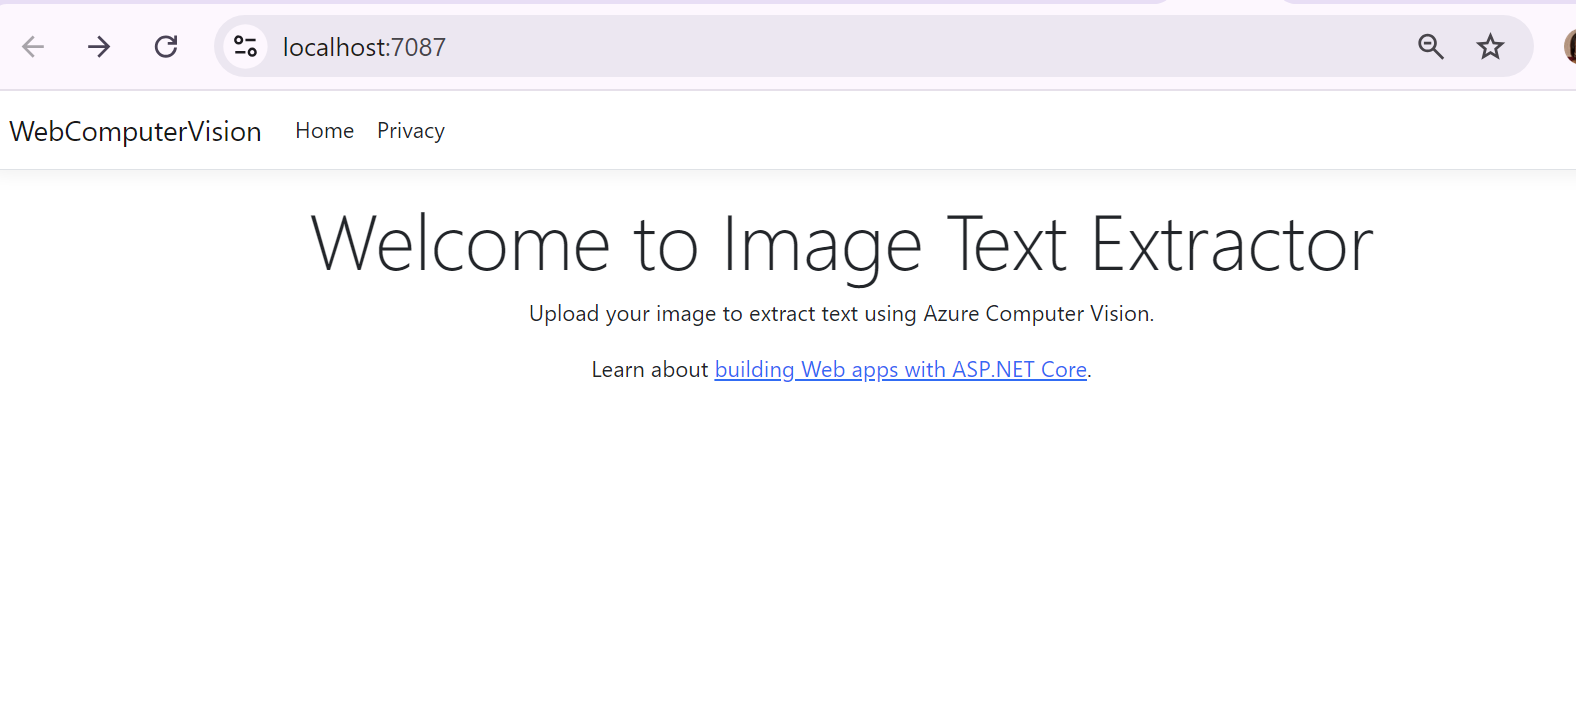 localhost:7087
WebComputerVision Home Privacy
Welcome to Image Text Extractor
Upload your image to extract text using Azure Computer Vision.
Learn about building Web apps with ASP.NET Core.